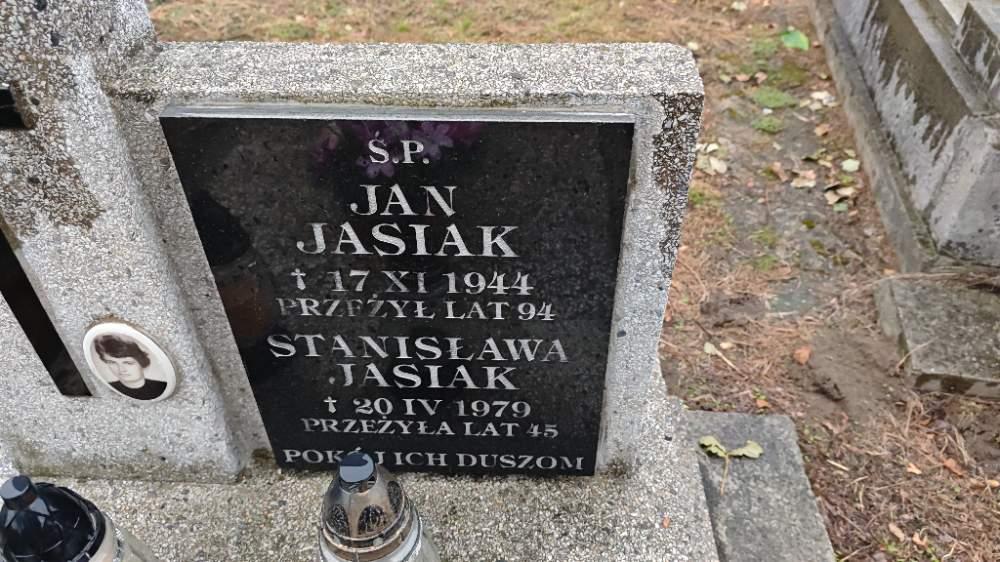 Ś.P.
JAN
JASIAK
✝ 17 XI 1944
PRZEŻYŁ LAT 94
STANISŁAWA
JASIAK
✝ 20 IV 1979
PRZEŻYŁA LAT 45
POKÓJ ICH DUSZOM